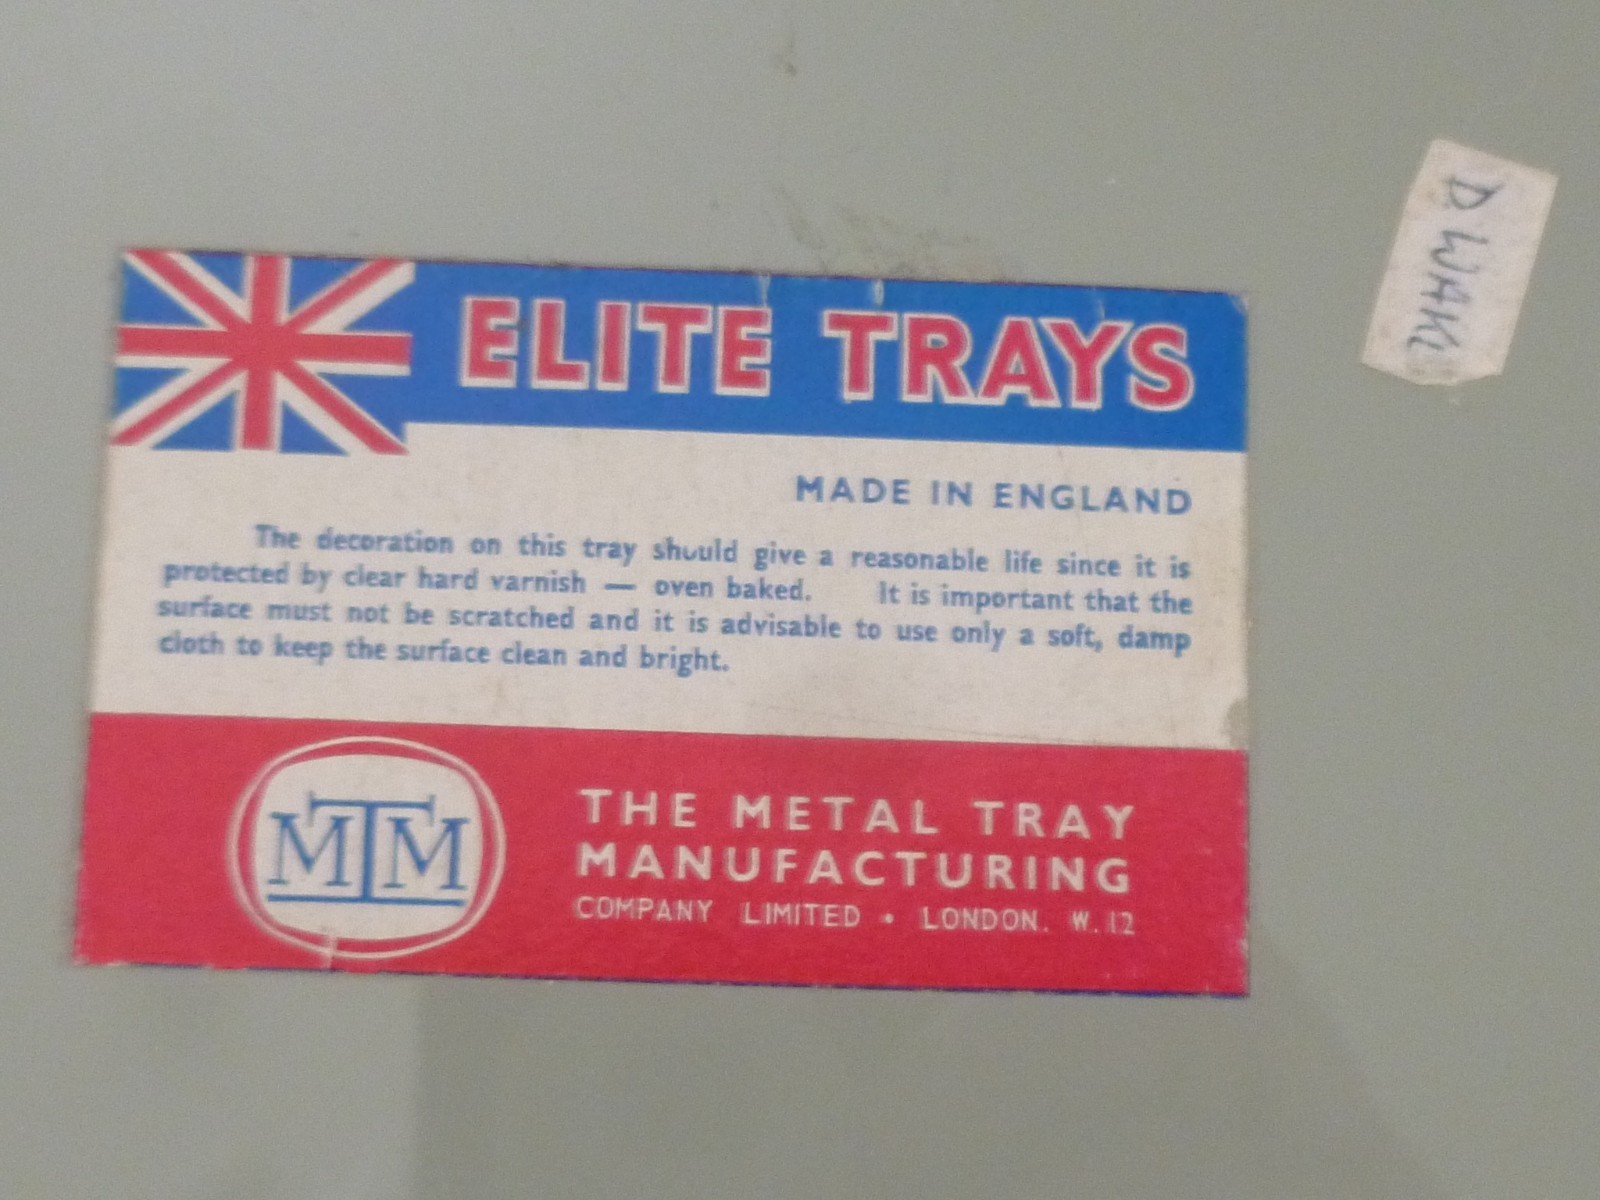 ELITE TRAYS
MADE IN ENGLAND
The decoration on this tray should give a reasonable life since it is
protected by clear hard varnish — oven baked. It is important that the
surface must not be scratched and it is advisable to use only a soft, damp
cloth to keep the surface clean and bright.
MTM
THE METAL TRAY
MANUFACTURING
COMPANY LIMITED • LONDON. W.12
D